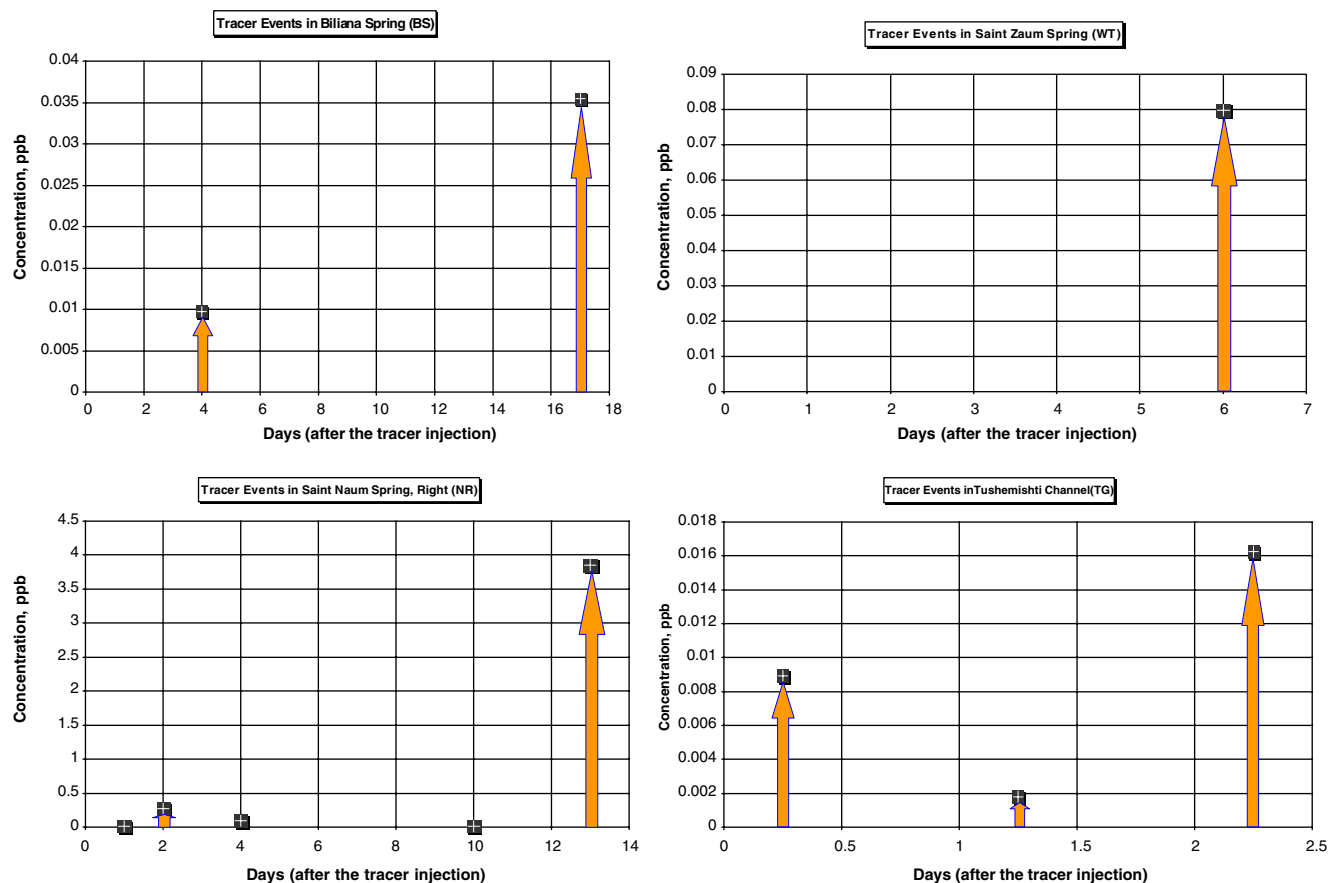 Tracer Events in Biliana Spring (BS)
Concentration, ppb
0.04
0.035
0.03
0.025
0.02
0.015
0.01
0.005
0
0 2 4 6 8 10 12 14 16 18
Days (after the tracer injection)
Tracer Events in Saint Zaum Spring (WT)
Concentration, ppb
0.09
0.08
0.07
0.06
0.05
0.04
0.03
0.02
0.01
0
0 1 2 3 4 5 6 7
Days (after the tracer injection)
Tracer Events in Saint Naum Spring, Right (NR)
Concentration, ppb
4.5
4
3.5
3
2.5
2
1.5
1
0.5
0
0 2 4 6 8 10 12 14
Days (after the tracer injection)
Tracer Events inTushemishti Channel(TG)
Concentration, ppb
0.018
0.016
0.014
0.012
0.01
0.008
0.006
0.004
0.002
0
0 0.5 1 1.5 2 2.5
Days (after the tracer injection)